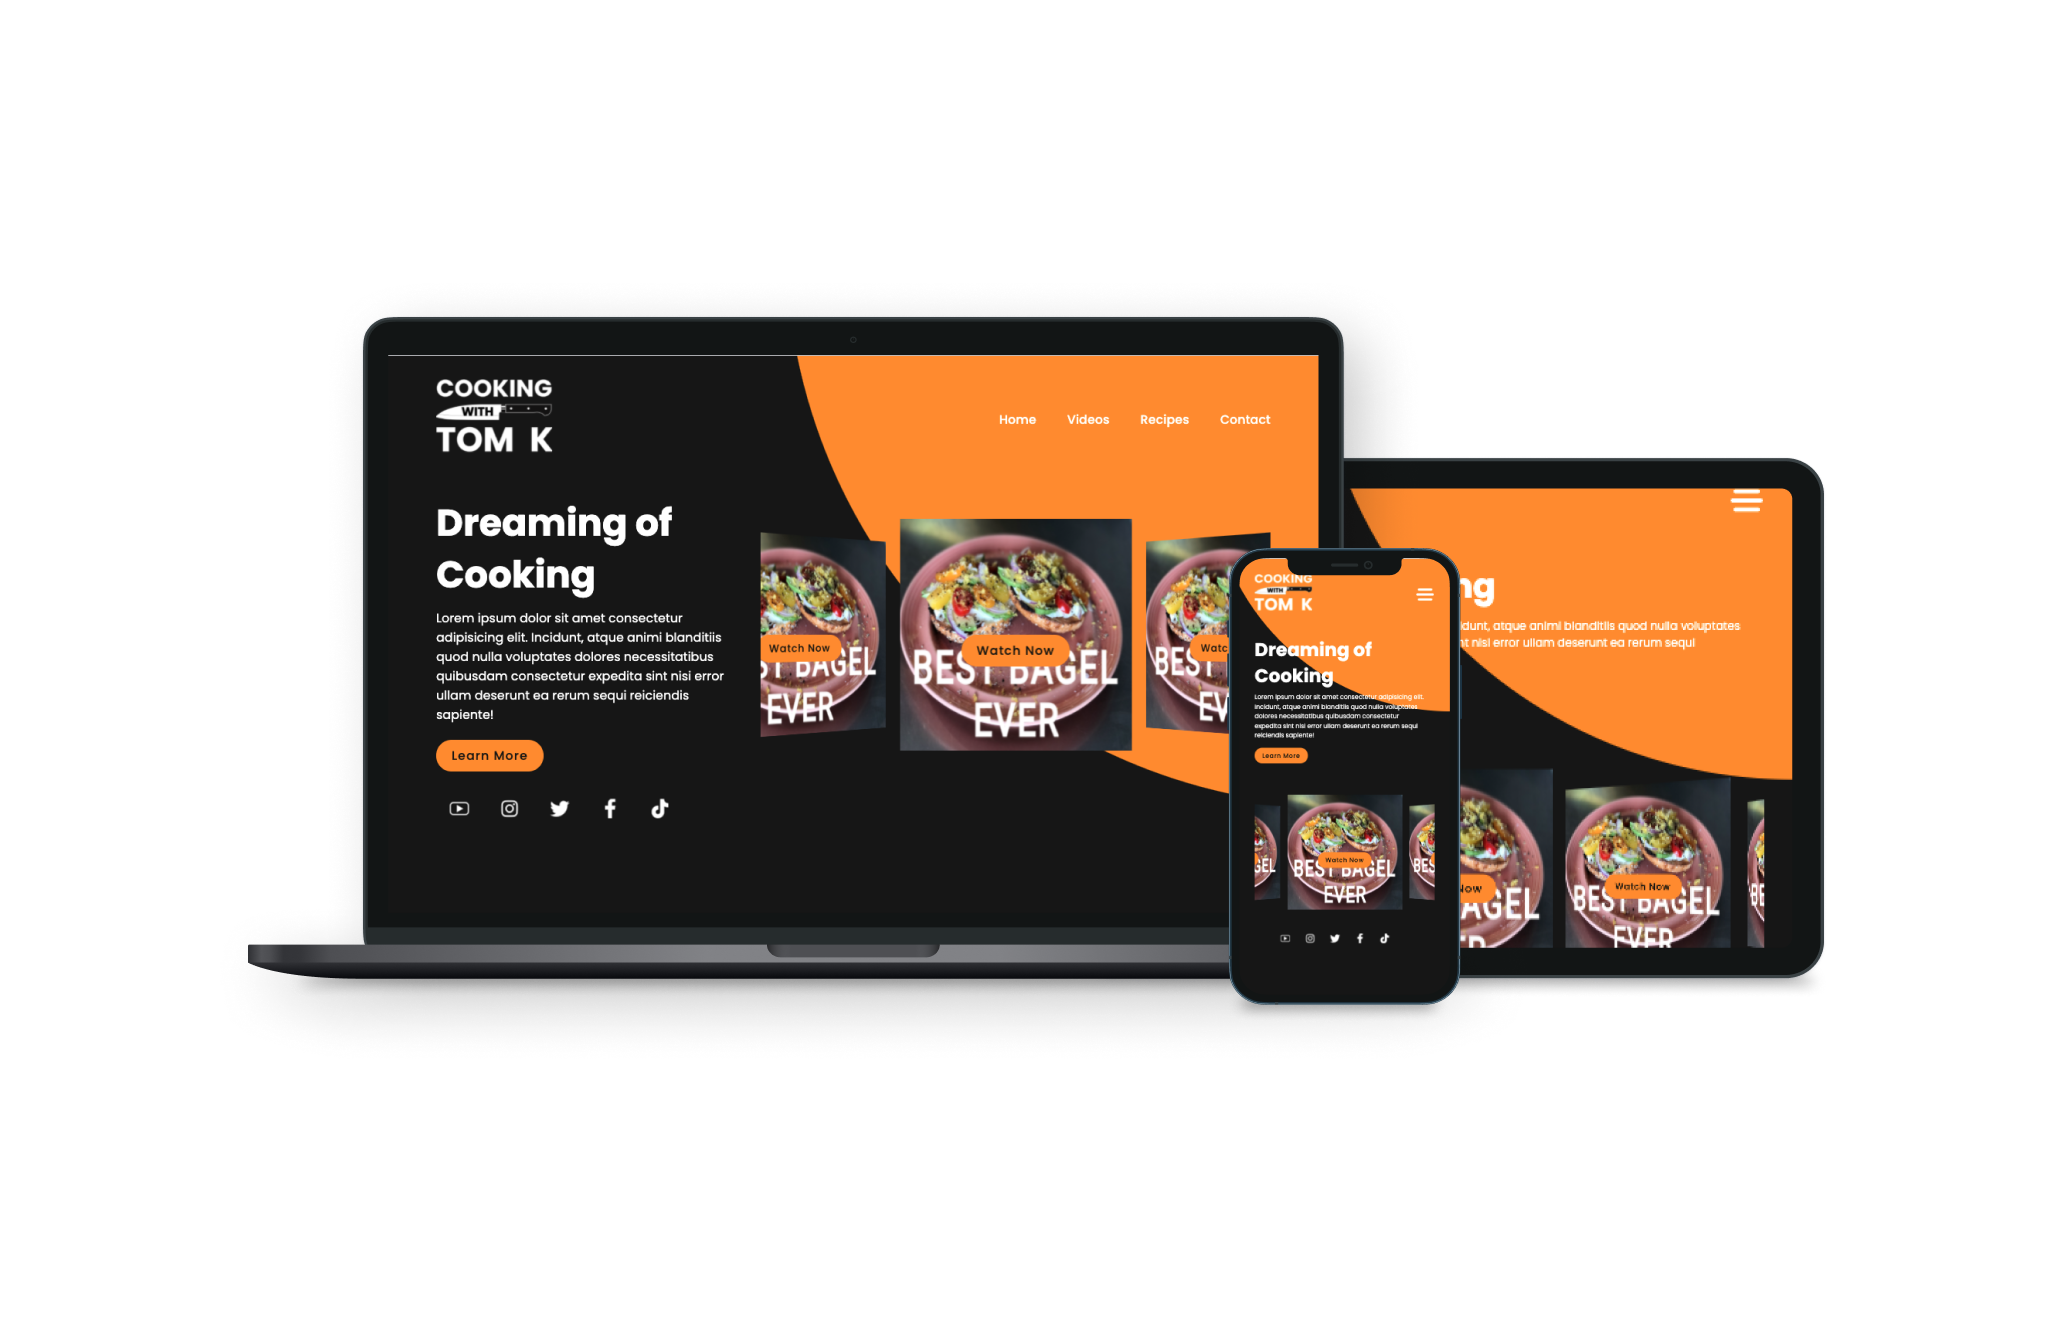 COOKING
WITH
TOM K
Home Videos Recipes Contact
Dreaming of
Cooking
Lorem ipsum dolor sit amet consectetur
adipisicing elit. Incidunt, atque animi blanditiis
quod nulla voluptates dolores necessitatibus
quibusdam consectetur expedita sint nisi error
ullam deserunt ea rerum sequi reiciendis
sapiente!
Learn More
Watch Now
BAGEL
EVER
Watch Now
BEST BAGEL
EVER
BEST
COOKING
WITH
TOM K
Dreaming of
Cooking
Lorem ipsum dolor sit amet consectetur adipisicing elit.
Incidunt, atque animi blanditiis quod nulla voluptates
dolores necessitatibus quibusdam consectetur
expedita sint nisi error ullam deserunt ea rerum sequi
reiciendis sapiente!
Learn More
Watch Now
BEST BAGEL
EVER
ng
idunt, atque animi blanditiis quod nulla voluptates
nt nisi error ullam deserunt ea rerum sequi
Now
AGEL
Watch Now
BEST BAGEL
EVER